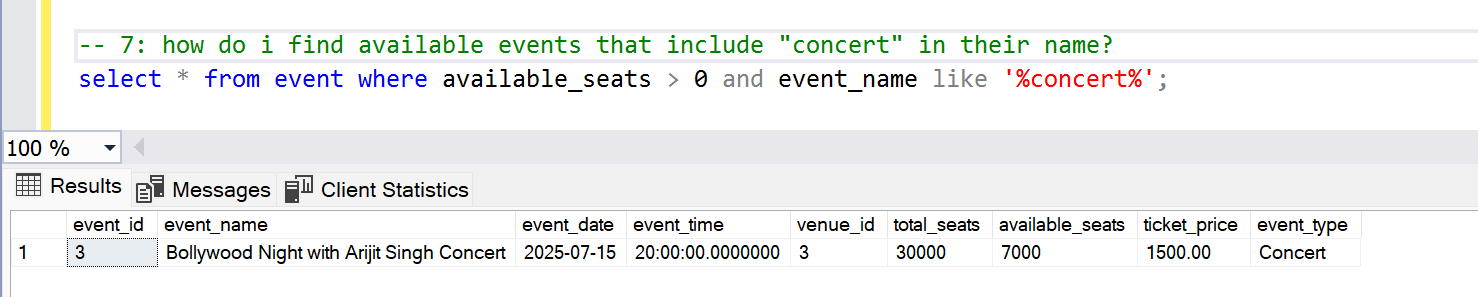 -- 7: how do i find available events that include "concert" in their name?
select * from event where available_seats > 0 and event_name like '%concert%';
100 %
Results Messages Client Statistics
event_id event_name event_date event_time venue_id total_seats available_seats ticket_price event_type
1 3 Bollywood Night with Arijit Singh Concert 2025-07-15 20:00:00.0000000 3 30000 7000 1500.00 Concert